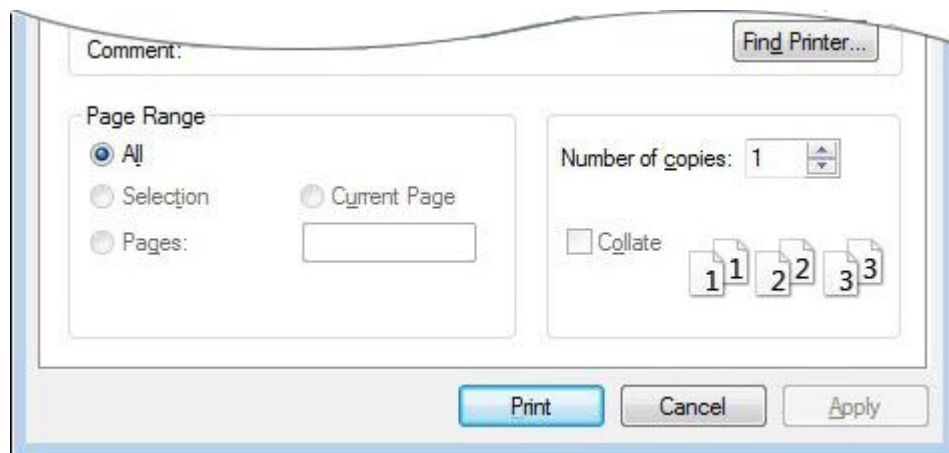 Comment:
Find Printer...
Page Range
All
Selection
Current Page
Pages:
Number of copies: 1
Collate
1 1 2 2 3 3
Print
Cancel
Apply